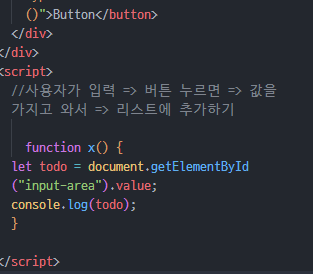 ()">Button</button>
</div>
</div>
<script>
//사용자가 입력 => 버튼 누르면 => 값을
가지고 와서 => 리스트에 추가하기
function x() {
let todo = document.getElementById
("input-area").value;
console.log(todo);
}
</script>